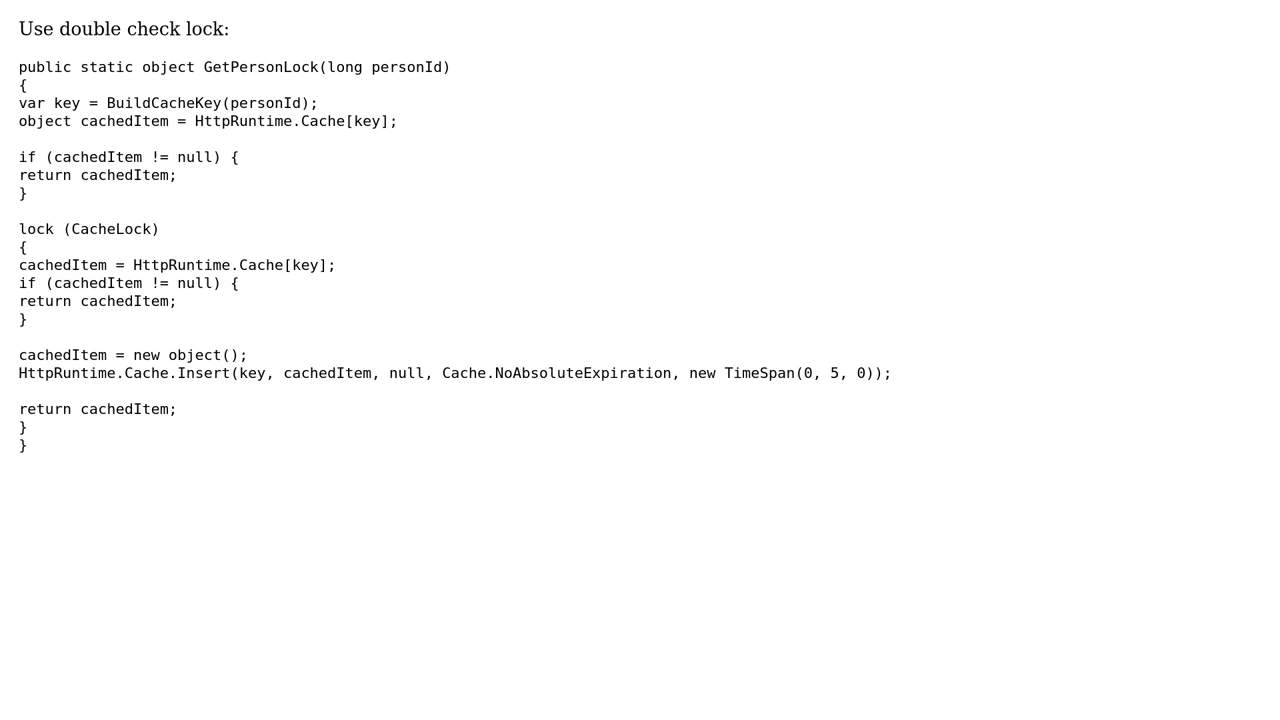 Use double check lock:
public static object GetPersonLock(long personId)
{
var key = BuildCacheKey(personId);
object cachedItem = HttpRuntime.Cache[key];
if (cachedItem != null) {
return cachedItem;
}
lock (CacheLock)
{
cachedItem = HttpRuntime.Cache[key];
if (cachedItem != null) {
return cachedItem;
}
cachedItem = new object();
HttpRuntime.Cache.Insert(key, cachedItem, null, Cache.NoAbsoluteExpiration, new TimeSpan(0, 5, 0));
return cachedItem;
}
}